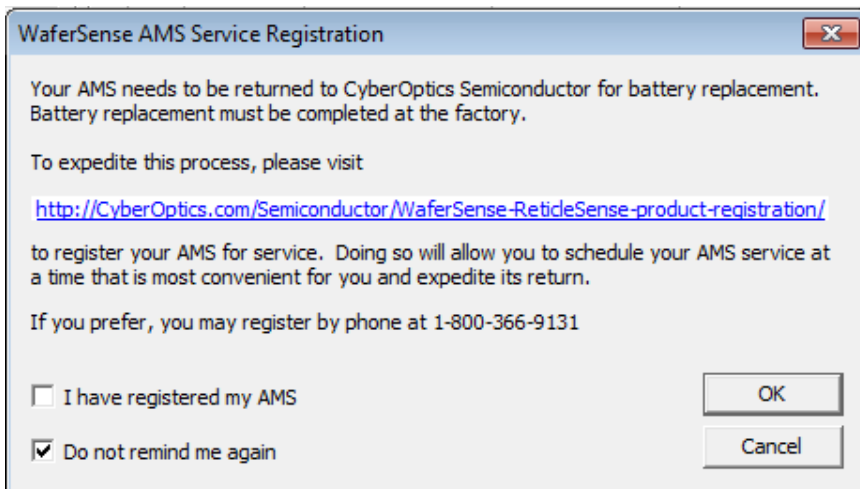 WaferSense AMS Service Registration
Your AMS needs to be returned to CyberOptics Semiconductor for battery replacement.
Battery replacement must be completed at the factory.
To expedite this process, please visit
http://CyberOptics.com/Semiconductor/WaferSense-ReticleSense-product-registration/
to register your AMS for service.  Doing so will allow you to schedule your AMS service at
a time that is most convenient for you and expedite its return.
If you prefer, you may register by phone at 1-800-366-9131
I have registered my AMS
OK
Do not remind me again
Cancel